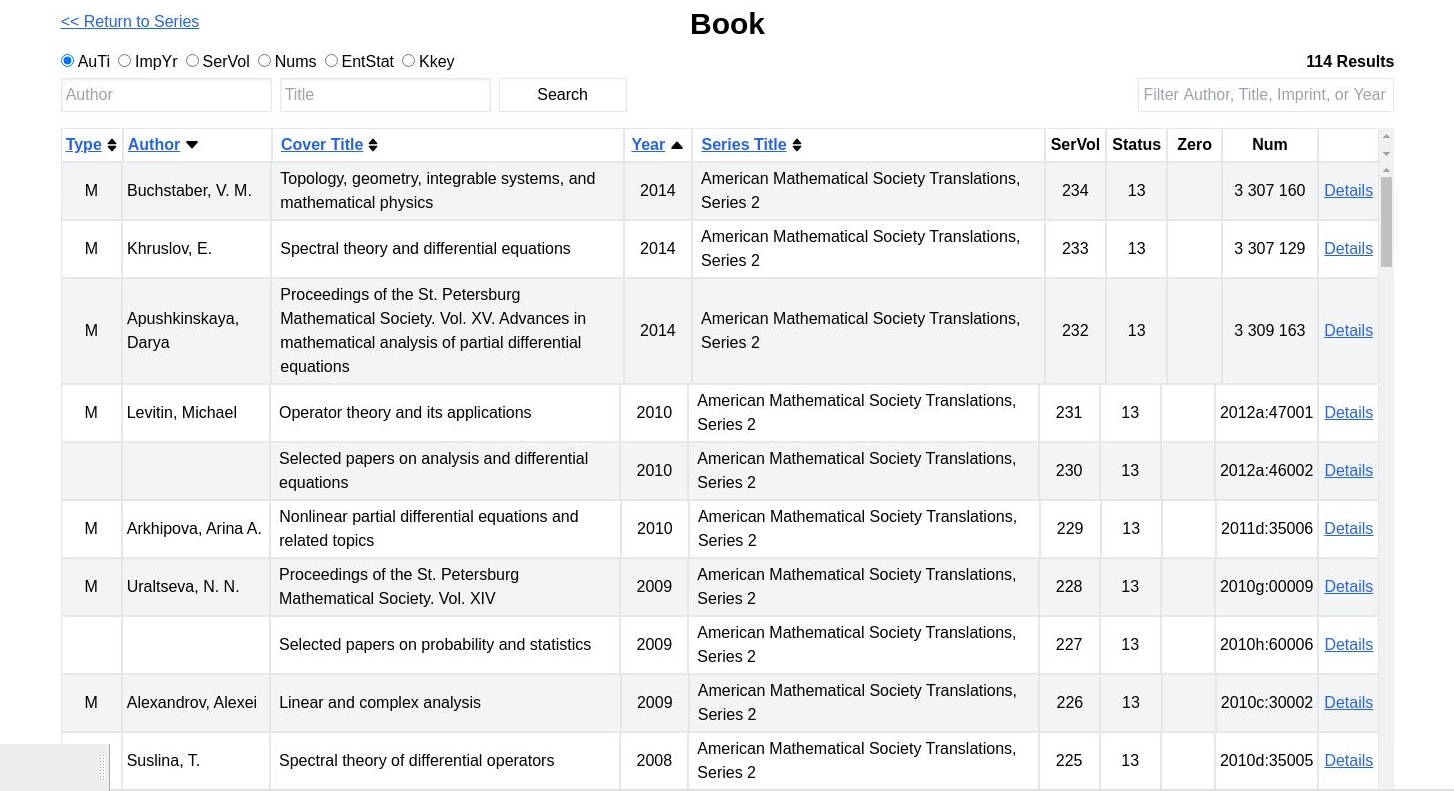 << Return to Series
Book
AuTi ImpYr SerVol Nums EntStat Kkey
114 Results
Author Title Search Filter Author, Title, Imprint, or Year
Type Author Cover Title Year Series Title SerVol Status Zero Num
M Buchstaber, V. M. Topology, geometry, integrable systems, and mathematical physics 2014 American Mathematical Society Translations, Series 2 234 13 3 307 160 Details
M Khruslov, E. Spectral theory and differential equations 2014 American Mathematical Society Translations, Series 2 233 13 3 307 129 Details
M Apushkinskaya, Darya Proceedings of the St. Petersburg Mathematical Society. Vol. XV. Advances in mathematical analysis of partial differential equations 2014 American Mathematical Society Translations, Series 2 232 13 3 309 163 Details
M Levitin, Michael Operator theory and its applications 2010 American Mathematical Society Translations, Series 2 231 13 2012a:47001 Details
Selected papers on analysis and differential equations 2010 American Mathematical Society Translations, Series 2 230 13 2012a:46002 Details
M Arkhipova, Arina A. Nonlinear partial differential equations and related topics 2010 American Mathematical Society Translations, Series 2 229 13 2011d:35006 Details
M Uraltseva, N. N. Proceedings of the St. Petersburg Mathematical Society. Vol. XIV 2009 American Mathematical Society Translations, Series 2 228 13 2010g:00009 Details
Selected papers on probability and statistics 2009 American Mathematical Society Translations, Series 2 227 13 2010h:60006 Details
M Alexandrov, Alexei Linear and complex analysis 2009 American Mathematical Society Translations, Series 2 226 13 2010c:30002 Details
Suslina, T. Spectral theory of differential operators 2008 American Mathematical Society Translations, Series 2 225 13 2010d:35005 Details